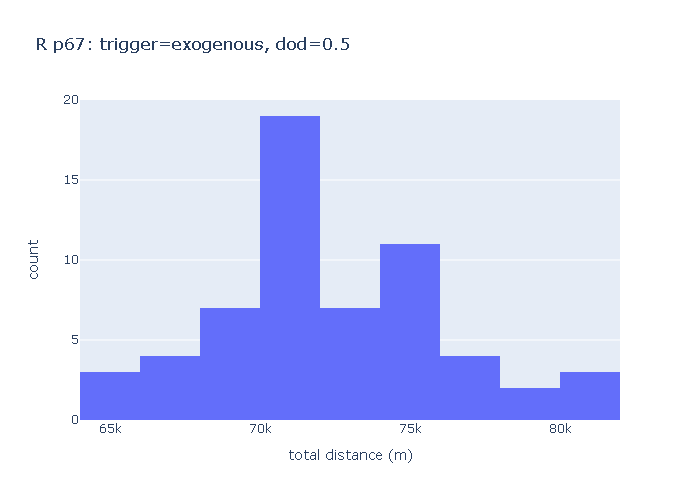 R p67: trigger=exogenous, dod=0.5
20
15
10
5
0
count
65k
70k
75k
80k
total distance (m)